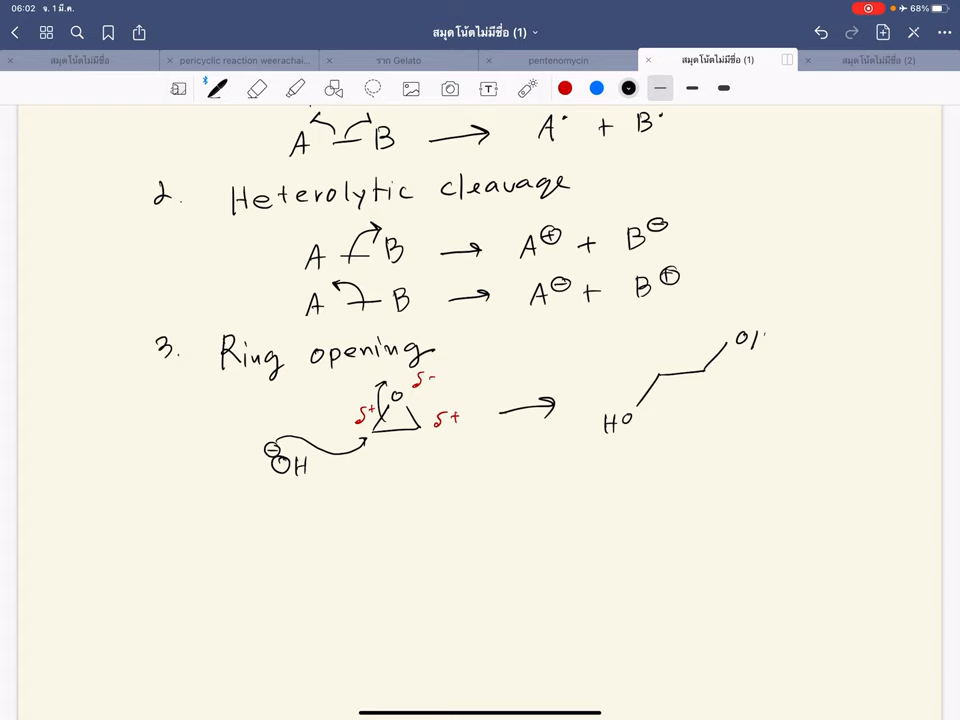 06:02 จ. 1 มี.ค. 68%
สมุดโน้ตไม่มีชื่อ (1)
สมุดโน้ตไม่มีชื่อ pericyclic reaction weerachai... ราก Gelato pentenomycin สมุดโน้ตไม่มีชื่อ (1) สมุดโน้ตไม่มีชื่อ (2)
A — B → A• + B•
2. Heterolytic cleavage
A — B → A⊕ + B⊖
A — B → A⊖ + B⊕
3. Ring opening
δ-
O
δ+ δ+ →
HO
⊖
OH